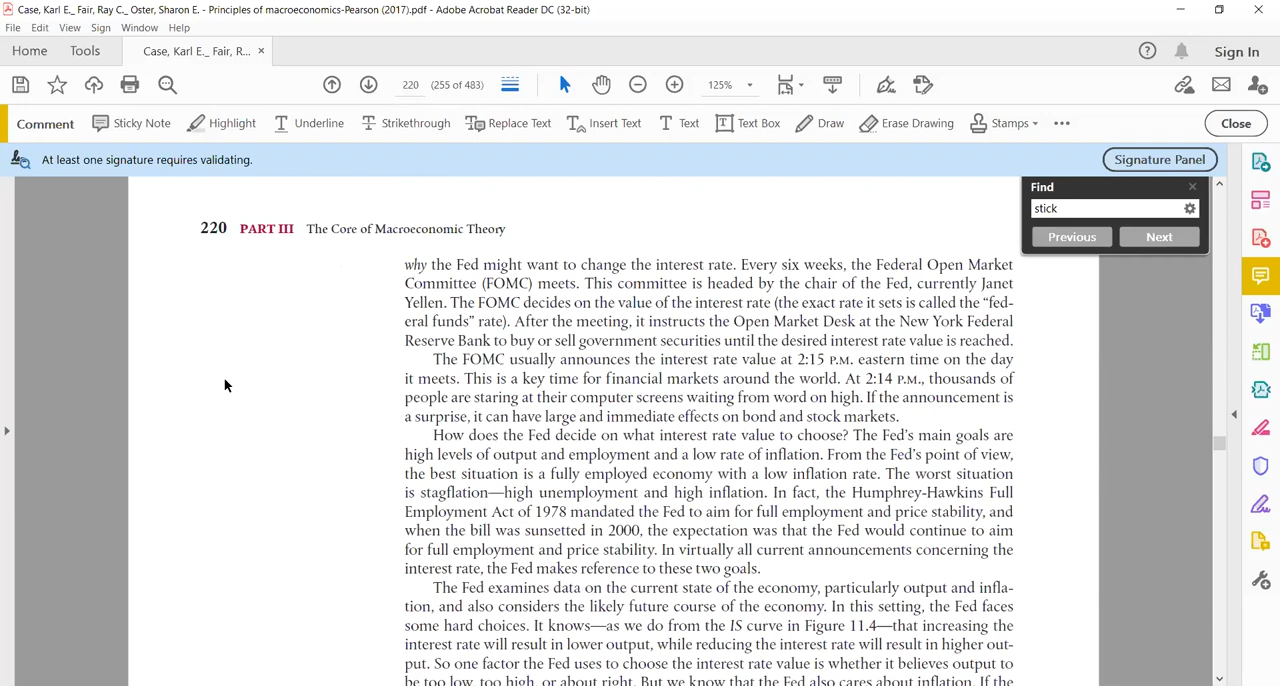 Case, Karl E._ Fair, Ray C._ Oster, Sharon E. - Principles of macroeconomics-Pearson (2017).pdf - Adobe Acrobat Reader DC (32-bit)
File Edit View Sign Window Help
Home Tools Case, Karl E._ Fair, R... × Sign In
220 (255 of 483) 125%
Comment Sticky Note Highlight Underline Strikethrough Replace Text Insert Text Text Text Box Draw Erase Drawing Stamps Close
At least one signature requires validating. Signature Panel
Find
stick
Previous Next
220 PART III The Core of Macroeconomic Theory
why the Fed might want to change the interest rate. Every six weeks, the Federal Open Market
Committee (FOMC) meets. This committee is headed by the chair of the Fed, currently Janet
Yellen. The FOMC decides on the value of the interest rate (the exact rate it sets is called the “fed-
eral funds” rate). After the meeting, it instructs the Open Market Desk at the New York Federal
Reserve Bank to buy or sell government securities until the desired interest rate value is reached.
The FOMC usually announces the interest rate value at 2:15 P.M. eastern time on the day
it meets. This is a key time for financial markets around the world. At 2:14 P.M., thousands of
people are staring at their computer screens waiting from word on high. If the announcement is
a surprise, it can have large and immediate effects on bond and stock markets.
How does the Fed decide on what interest rate value to choose? The Fed’s main goals are
high levels of output and employment and a low rate of inflation. From the Fed’s point of view,
the best situation is a fully employed economy with a low inflation rate. The worst situation
is stagflation—high unemployment and high inflation. In fact, the Humphrey-Hawkins Full
Employment Act of 1978 mandated the Fed to aim for full employment and price stability, and
when the bill was sunsetted in 2000, the expectation was that the Fed would continue to aim
for full employment and price stability. In virtually all current announcements concerning the
interest rate, the Fed makes reference to these two goals.
The Fed examines data on the current state of the economy, particularly output and infla-
tion, and also considers the likely future course of the economy. In this setting, the Fed faces
some hard choices. It knows—as we do from the IS curve in Figure 11.4—that increasing the
interest rate will result in lower output, while reducing the interest rate will result in higher out-
put. So one factor the Fed uses to choose the interest rate value is whether it believes output to
be too low, too high, or about right. But we know that the Fed also cares about inflation. If the